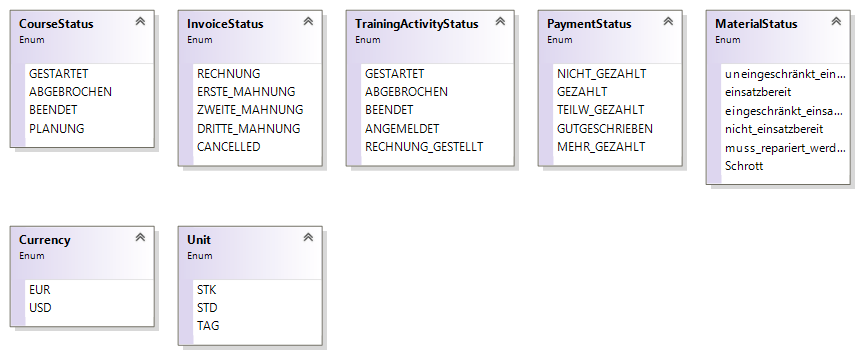 CourseStatus
Enum
GESTARTET
ABGEBROCHEN
BEENDET
PLANUNG
InvoiceStatus
Enum
RECHNUNG
ERSTE_MAHNUNG
ZWEITE_MAHNUNG
DRITTE_MAHNUNG
CANCELLED
TrainingActivityStatus
Enum
GESTARTET
ABGEBROCHEN
BEENDET
ANGEMELDET
RECHNUNG_GESTELLT
PaymentStatus
Enum
NICHT_GEZAHLT
GEZAHLT
TEILW_GEZAHLT
GUTGESCHRIEBEN
MEHR_GEZAHLT
MaterialStatus
Enum
uneingeschränkt_ein...
einsatzbereit
eingeschränkt_einsa...
nicht_einsatzbereit
muss_repariert_werd...
Schrott
Currency
Enum
EUR
USD
Unit
Enum
STK
STD
TAG